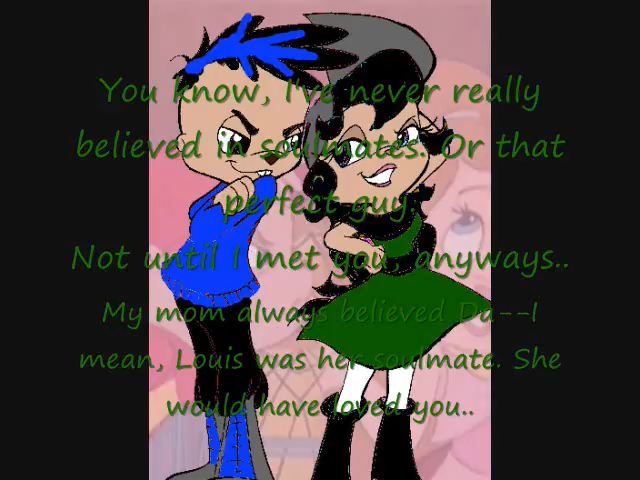 You know, I've never really
believed in soulmates. Or that
perfect guy.
Not until I met you, anyways..
My mom always believed Da--I
mean, Louis was her soulmate. She
would have loved you..